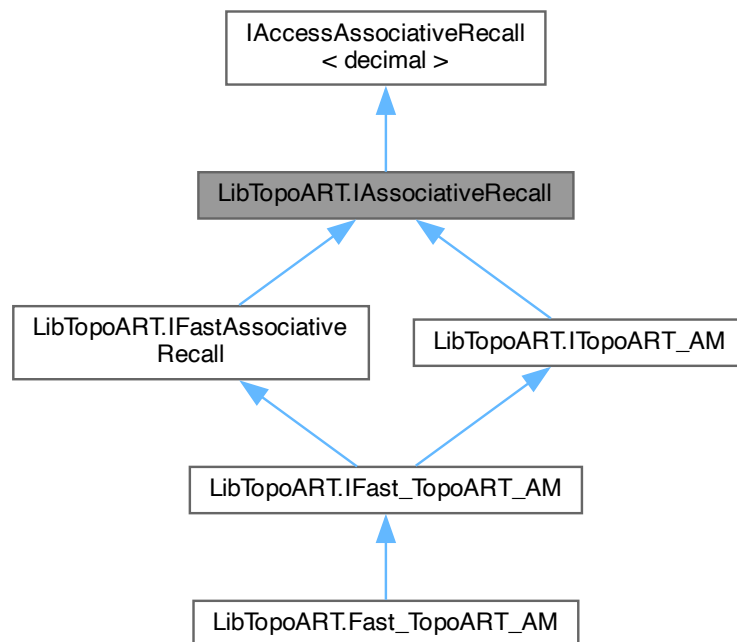 IAccessAssociativeRecall
< decimal >
LibTopoART.IAssociativeRecall
LibTopoART.IFastAssociative
Recall
LibTopoART.ITopoART_AM
LibTopoART.IFast_TopoART_AM
LibTopoART.Fast_TopoART_AM